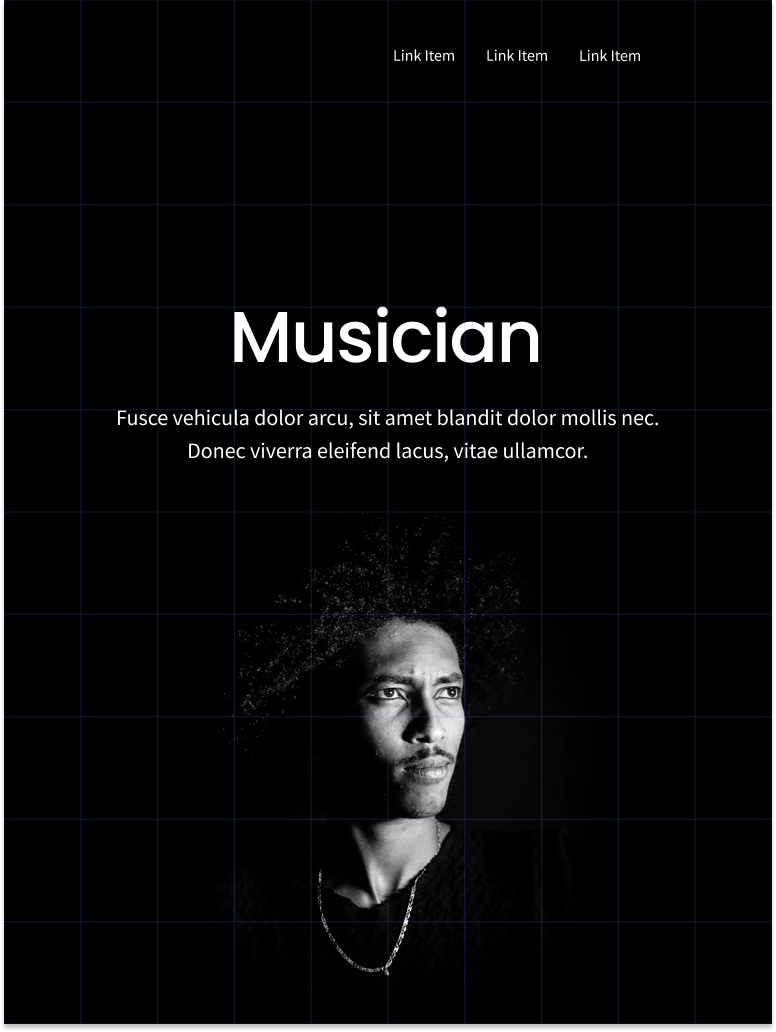 Link Item Link Item Link Item
Musician
Fusce vehicula dolor arcu, sit amet blandit dolor mollis nec.
Donec viverra eleifend lacus, vitae ullamcor.